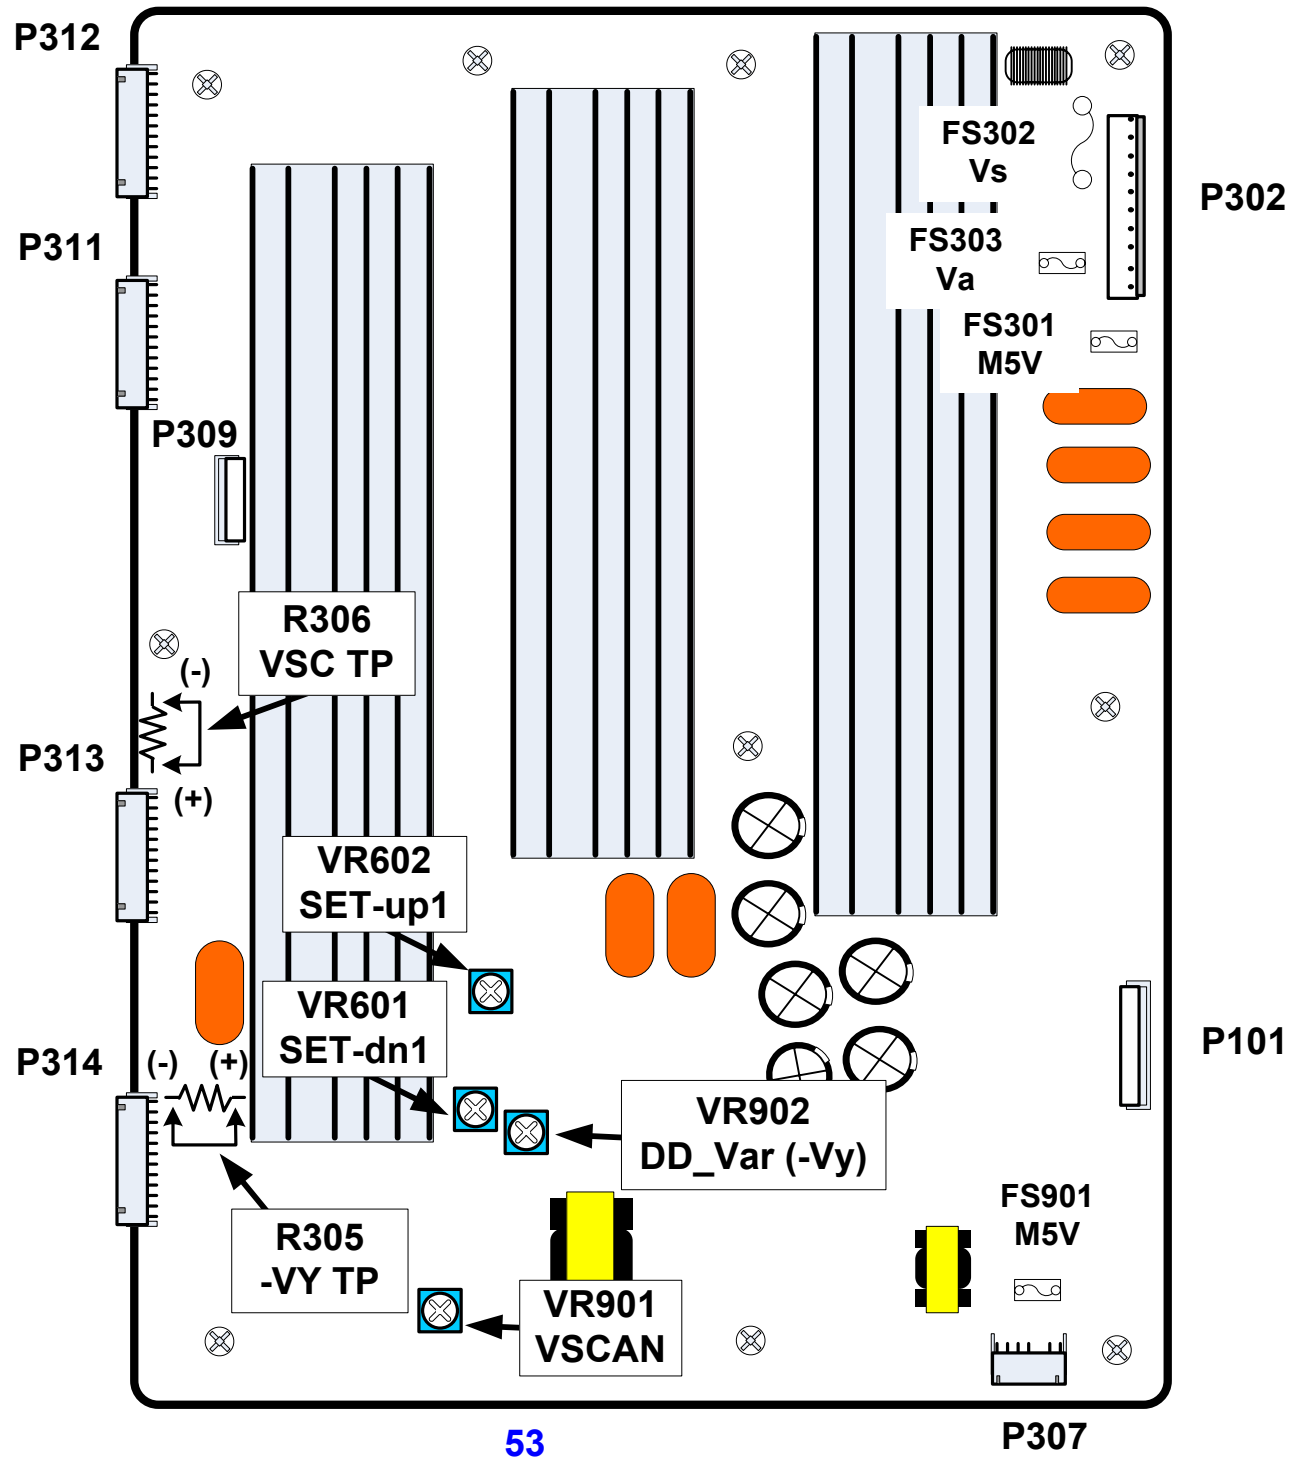 P312
FS302
Vs
P302
P311
FS303
Va
FS301
M5V
P309
R306
VSC TP
(-)
P313
(+)
VR602
SET-up1
VR601
SET-dn1
P314
(-)
(+)
P101
VR902
DD_Var (-Vy)
R305
-VY TP
FS901
M5V
VR901
VSCAN
P307
53